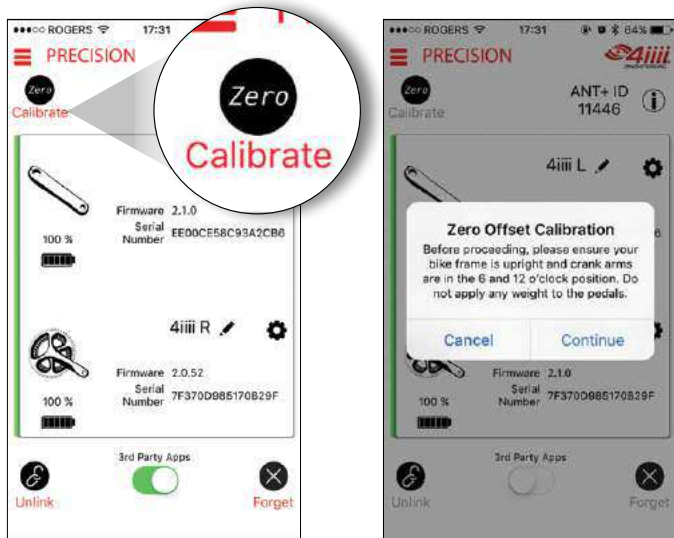 ●●●○○ ROGERS 17:31
PRECISION
Zero
Calibrate
Zero
Calibrate
Firmware 2.1.0
Serial
Number EE00CE58C93A2CB6
100 %
4iiii R
Firmware 2.0.52
Serial
Number 7F370D985170B29F
100 %
3rd Party Apps
Unlink
Forget
●●●○○ ROGERS 17:31 64%
PRECISION
4iiii
Zero
Calibrate
ANT+ ID
11446
4iiii L
6
Zero Offset Calibration
Before proceeding, please ensure your
bike frame is upright and crank arms
are in the 6 and 12 o'clock position. Do
not apply any weight to the pedals.
Cancel
Continue
Firmware 2.1.0
Serial
Number 7F370D985170B29F
100 %
3rd Party Apps
Unlink
Forget